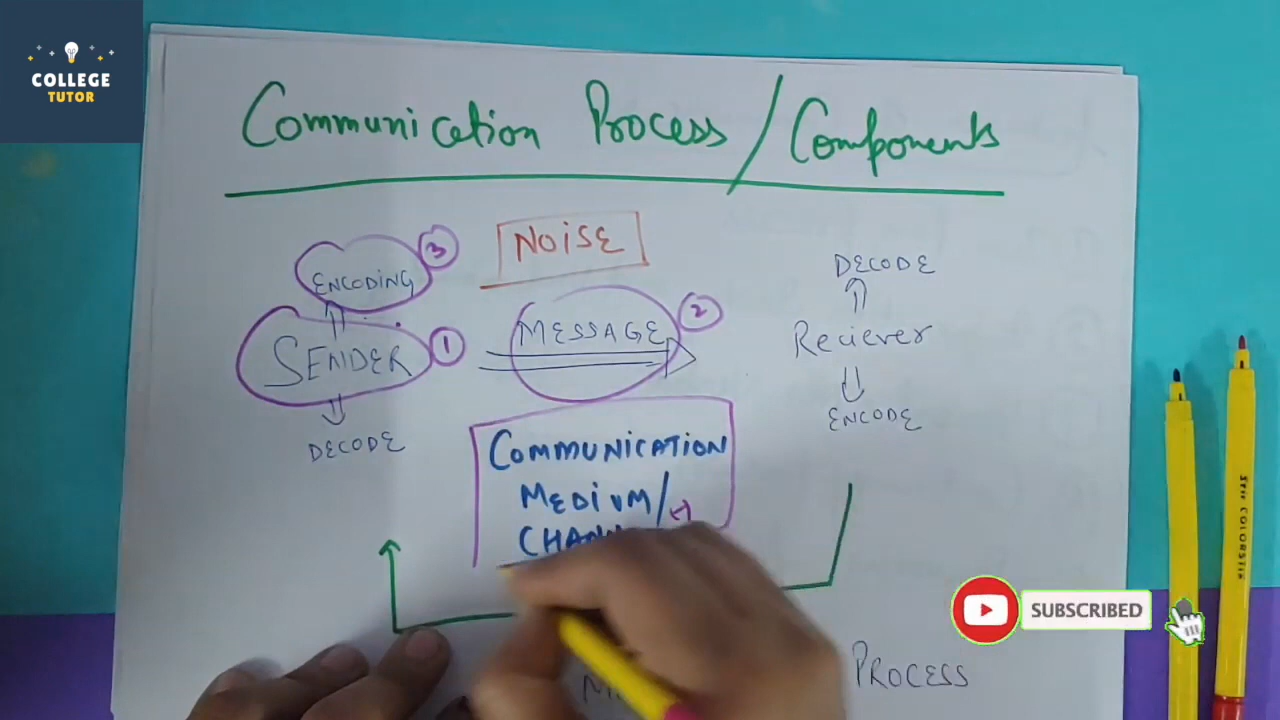 COLLEGE
TUTOR
Communication Process / Components
NOISE
ENCODING 3
DECODE
MESSAGE 2
SENDER 1
Reciever
DECODE
ENCODE
COMMUNICATION
MEDIUM/
SUBSCRIBED
PROCESS